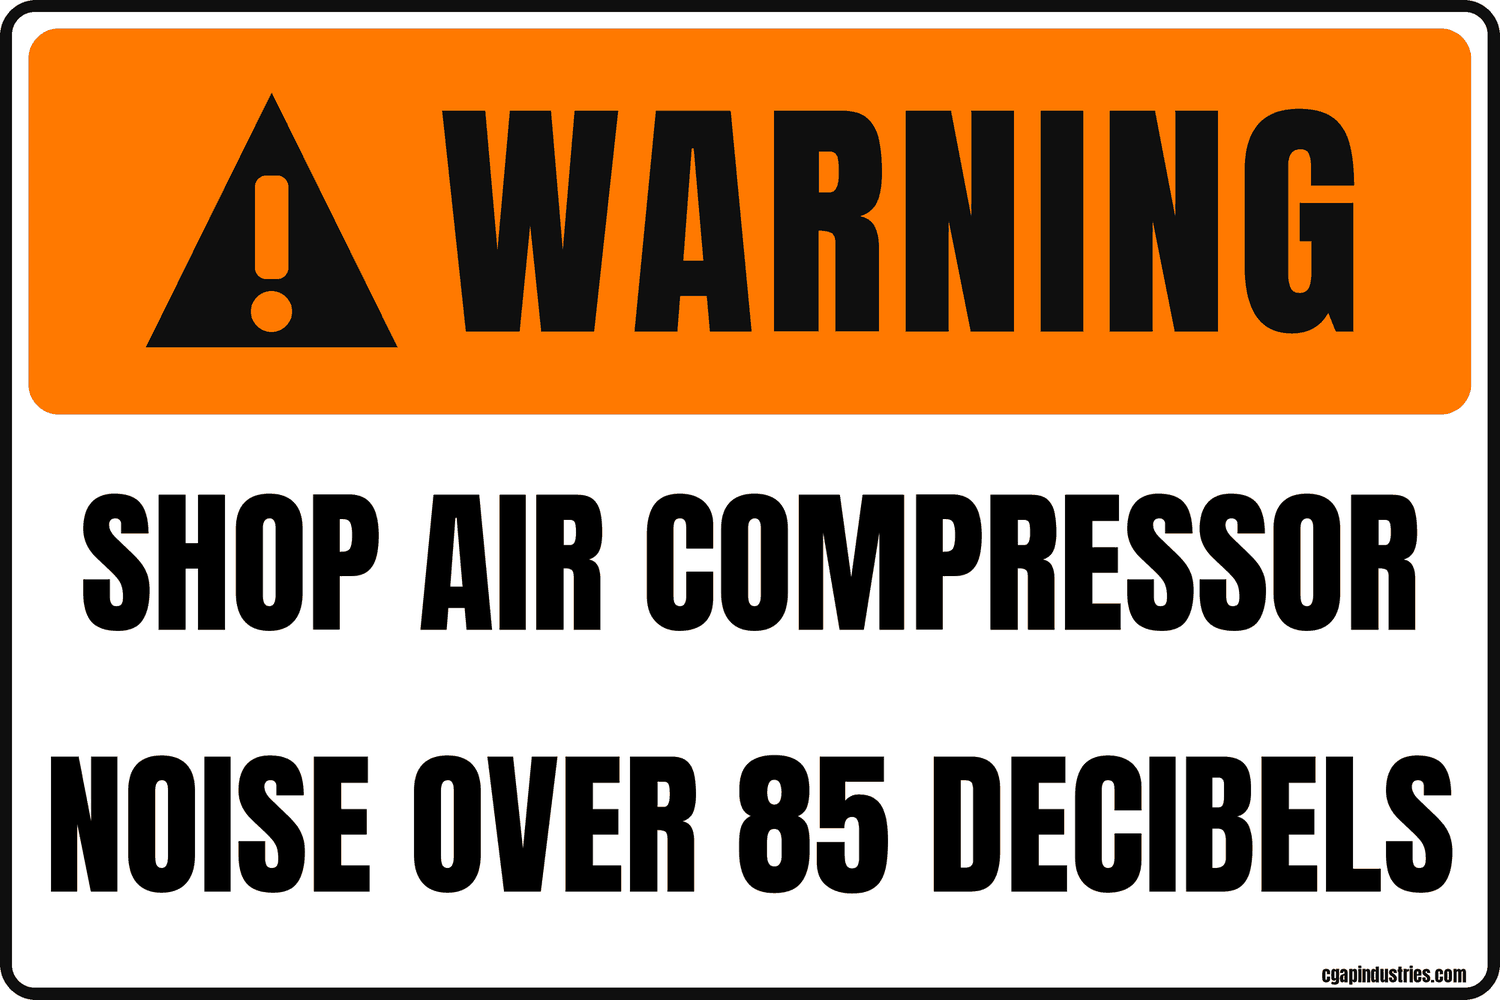 WARNING
SHOP AIR COMPRESSOR
NOISE OVER 85 DECIBELS
cgapindustries.com